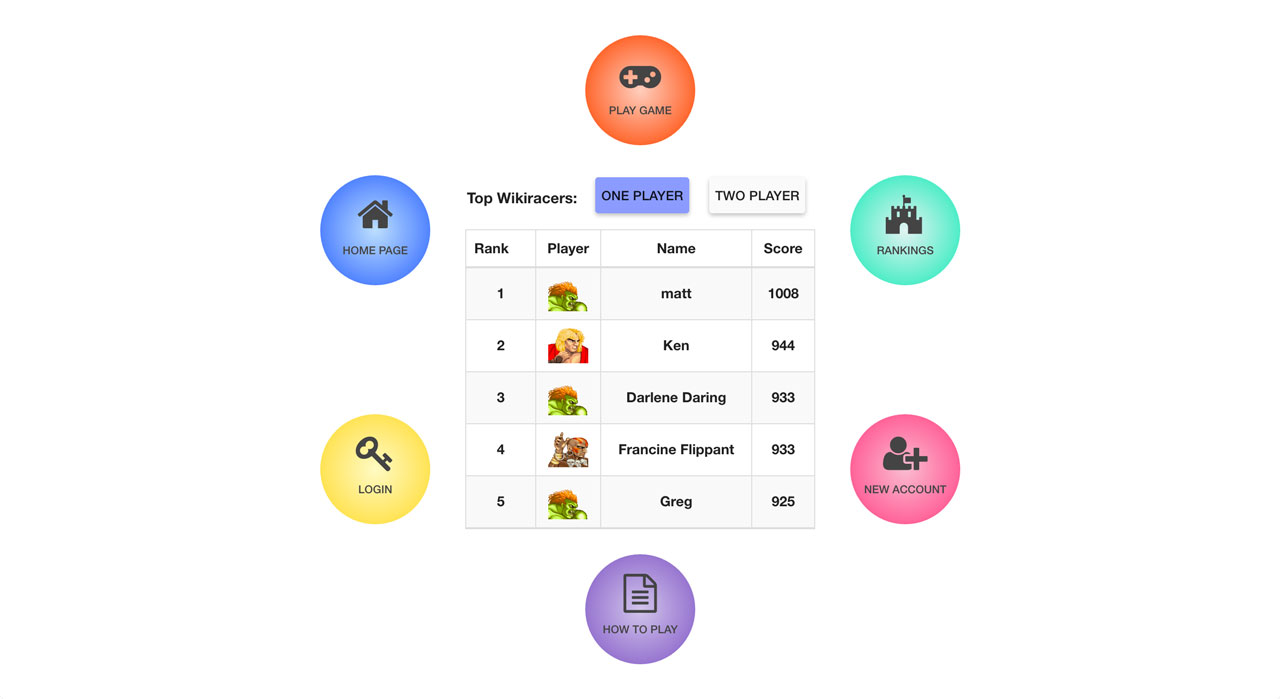 PLAY GAME
Top Wikiracers: ONE PLAYER TWO PLAYER
HOME PAGE
RANKINGS
Rank Player Name Score
1 matt 1008
2 Ken 944
3 Darlene Daring 933
4 Francine Flippant 933
5 Greg 925
LOGIN
NEW ACCOUNT
HOW TO PLAY